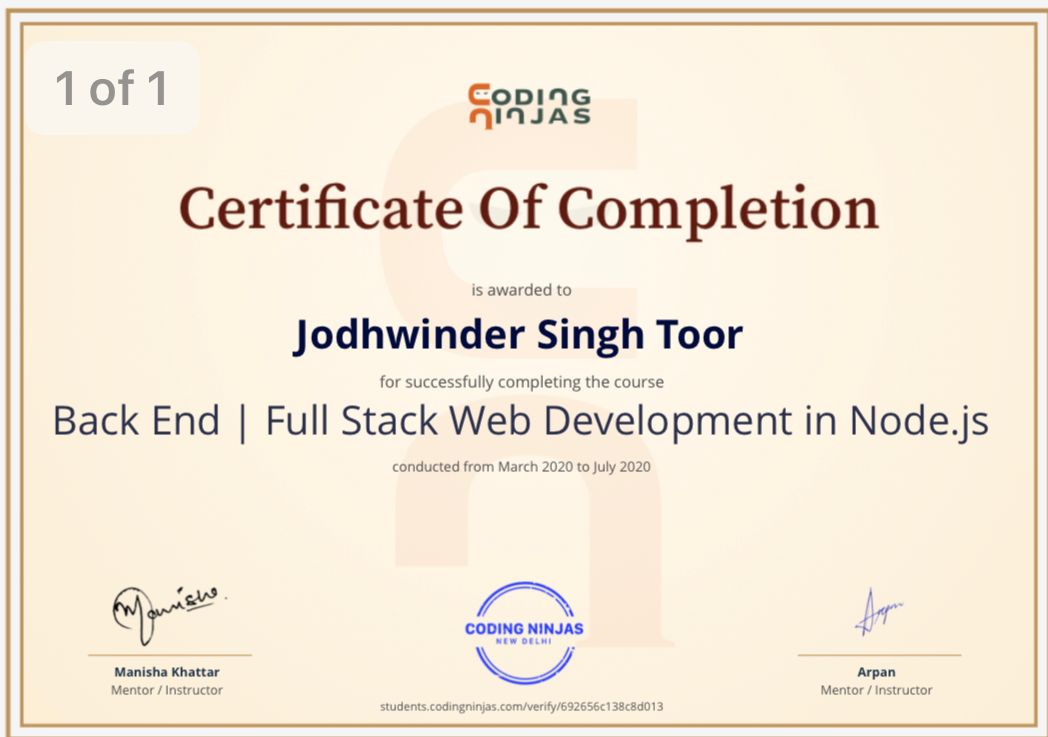 1 of 1
CODING
NINJAS
Certificate Of Completion
is awarded to
Jodhwinder Singh Toor
for successfully completing the course
Back End | Full Stack Web Development in Node.js
conducted from March 2020 to July 2020
Manisha
Arpan
CODING NINJAS
NEW DELHI
Manisha Khattar
Mentor / Instructor
Arpan
Mentor / Instructor
students.codingninjas.com/verify/692656c138c8d013